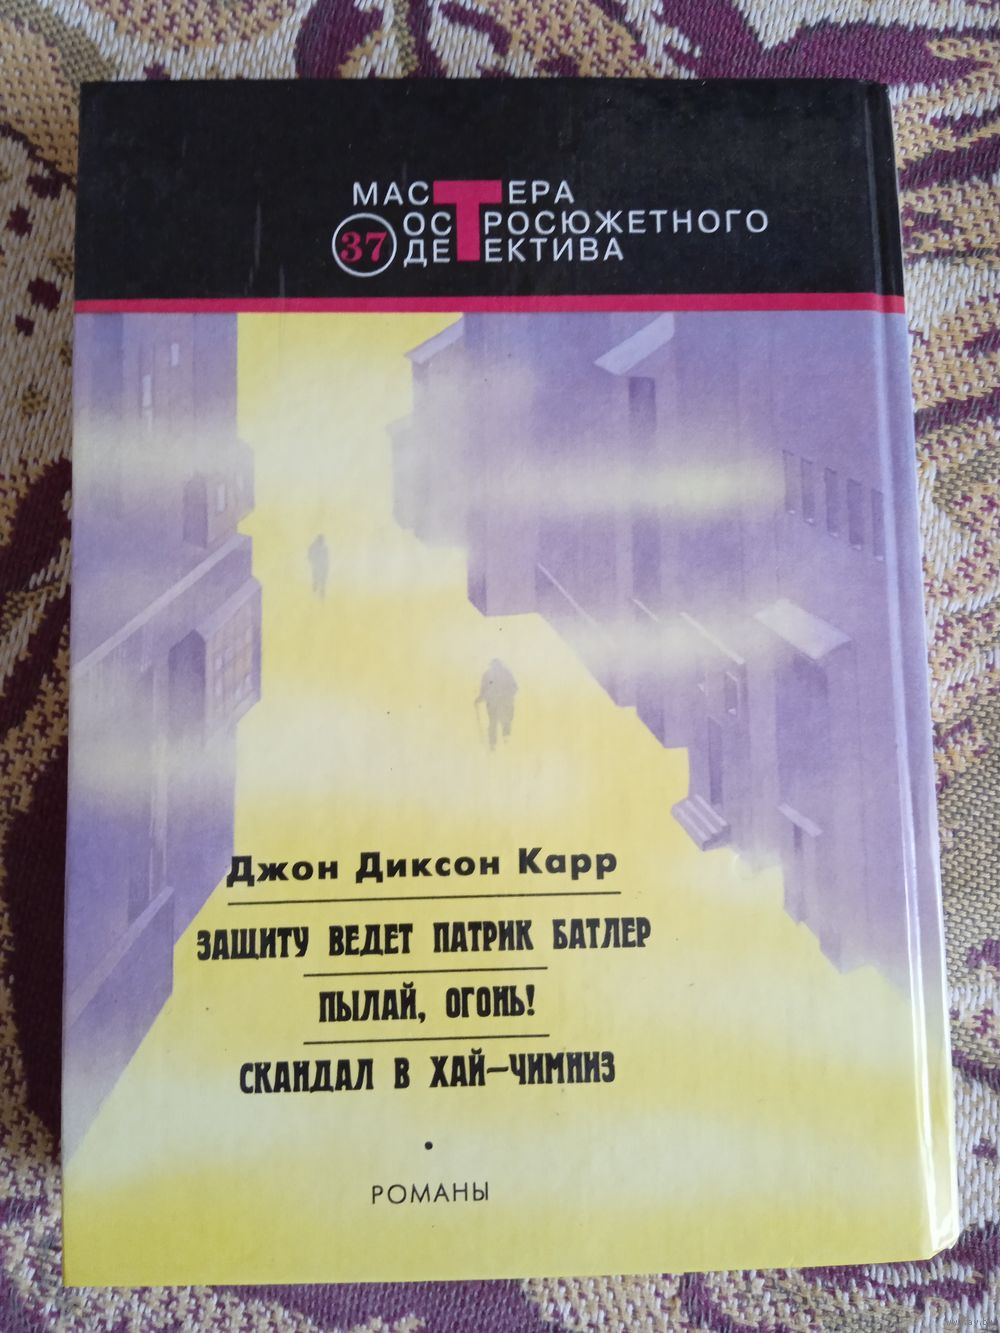 МАСТЕРА
ОСТРОСЮЖЕТНОГО
37 ДЕТЕКТИВА
Джон Диксон Карр
ЗАЩИТУ ВЕДЕТ ПАТРИК БАТЛЕР
ПЫЛАЙ, ОГОНЬ!
СКАНДАЛ В ХАЙ–ЧИМНИЗ
•
РОМАНЫ